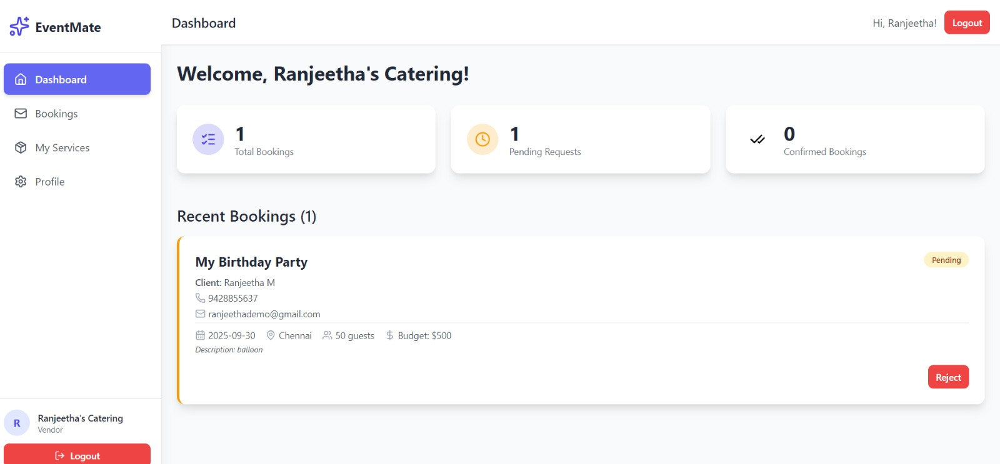 EventMate
Dashboard
Hi, Ranjeetha!
Logout
Dashboard
Bookings
My Services
Profile
Welcome, Ranjeetha's Catering!
1
Total Bookings
1
Pending Requests
0
Confirmed Bookings
Recent Bookings (1)
My Birthday Party
Pending
Client: Ranjeetha M
9428855637
ranjeethademo@gmail.com
2025-09-30 Chennai 50 guests Budget: $500
Description: balloon
Reject
R
Ranjeetha's Catering
Vendor
Logout